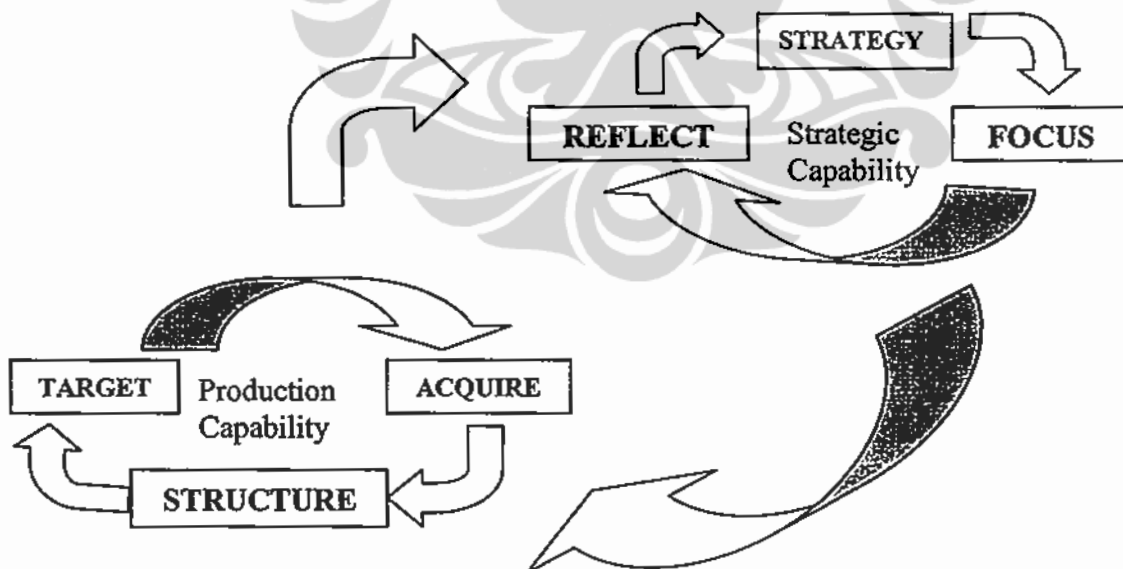 STRATEGY
REFLECT
Strategic
Capability
FOCUS
TARGET
Production
Capability
ACQUIRE
STRUCTURE